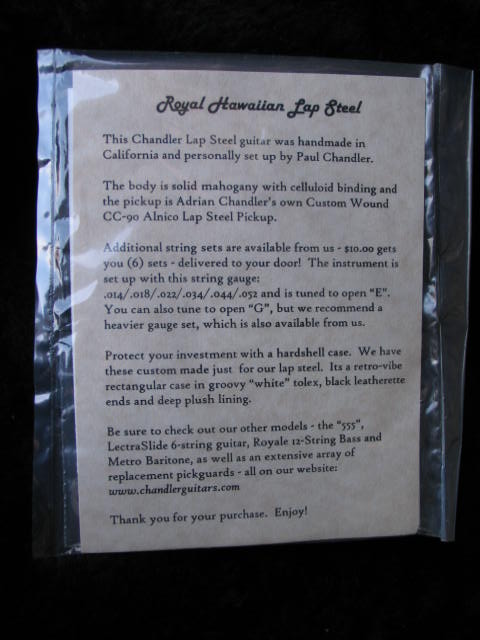 Royal Hawaiian Lap Steel
This Chandler Lap Steel guitar was handmade in
California and personally set up by Paul Chandler.
The body is solid mahogany with celluloid binding and
the pickup is Adrian Chandler's own Custom Wound
CC-90 Alnico Lap Steel Pickup.
Additional string sets are available from us - $10.00 gets
you (6) sets - delivered to your door! The instrument is
set up with this string gauge:
.014/.018/.022/.034/.044/.052 and is tuned to open “E”.
You can also tune to open “G”, but we recommend a
heavier gauge set, which is also available from us.
Protect your investment with a hardshell case. We have
these custom made just for our lap steel. Its a retro-vibe
rectangular case in groovy “white” tolex, black leatherette
ends and deep plush lining.
Be sure to check out our other models - the “555”,
LectraSlide 6-string guitar, Royale 12-String Bass and
Metro Baritone, as well as an extensive array of
replacement pickguards - all on our website:
www.chandlerguitars.com
Thank you for your purchase. Enjoy!